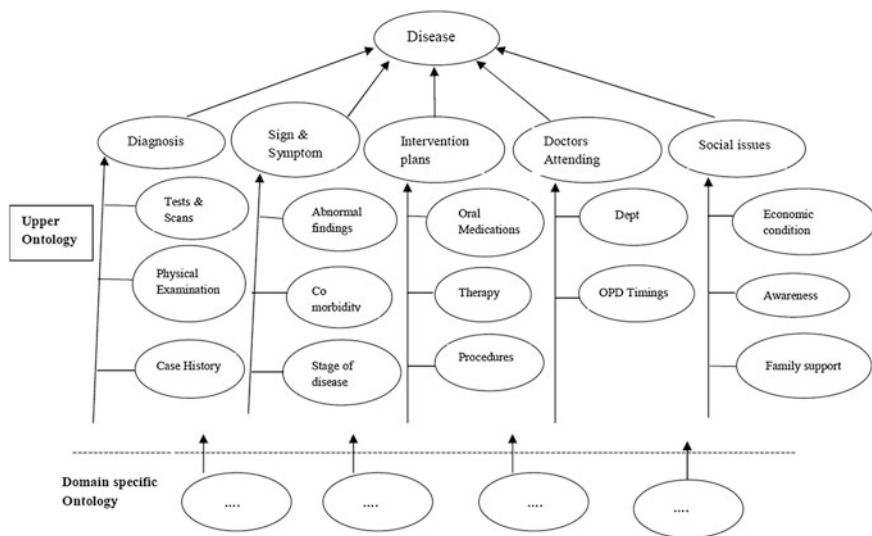 Disease
Diagnosis
Sign &
Symptom
Intervention
plans
Doctors
Attending
Social issues
Upper
Ontology
Tests &
Scans
Physical
Examination
Case History
Abnormal
findings
Co
morbidity
Stage of
disease
Oral
Medications
Therapy
Procedures
Dept
OPD Timings
Economic
condition
Awareness
Family support
Domain specific
Ontology
....
....
....
....